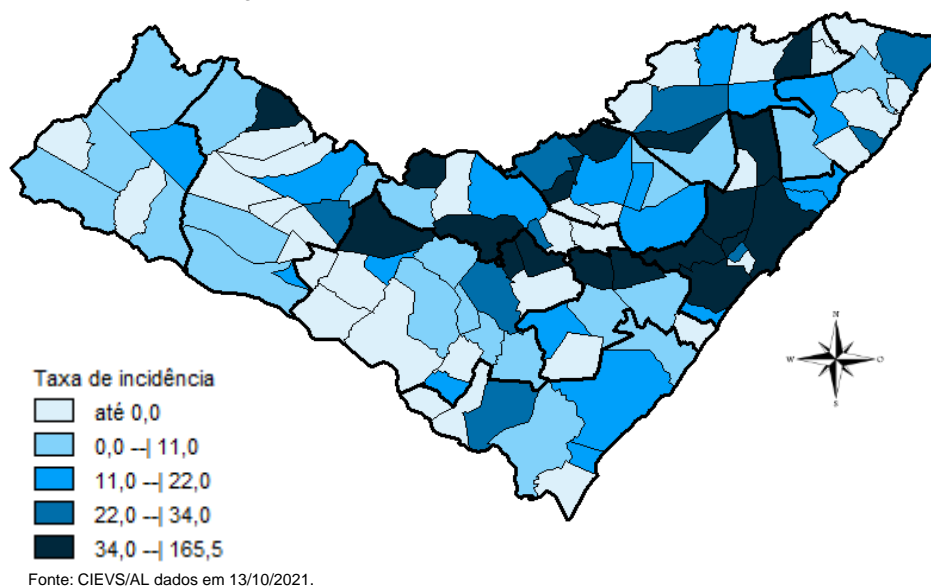 N
W O
S
Taxa de incidência
até 0,0
0,0 --| 11,0
11,0 --| 22,0
22,0 --| 34,0
34,0 --| 165,5
Fonte: CIEVS/AL dados em 13/10/2021.